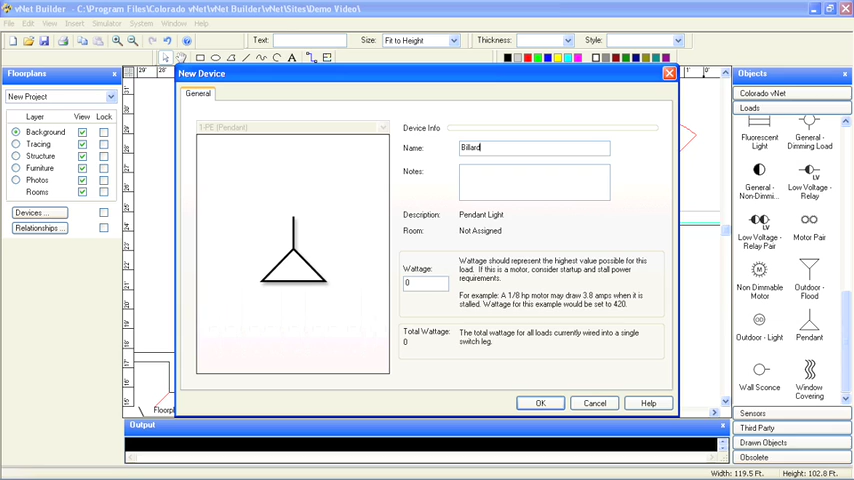 vNet Builder - C:\Program Files\Colorado vNet\vNet\Sites\Demo Video\
File Edit View Insert Simulator System Window Help
Text: Size: Fit to Height Thickness: Style:
Floorplans
New Project
Layer View Lock
Background
Tracing
Structure
Furniture
Photos
Rooms
Devices ...
Relationships ...
29' 28'
New Device
General
1-PE (Pendant)
Device Info
Name: Billard
Notes:
Description: Pendant Light
Room: Not Assigned
Wattage:
0
Wattage should represent the highest value possible for this
load. If this is a motor, consider startup and stall power
requirements.
For example: A 1/8 hp motor may draw 3.8 amps when it is
stalled. Wattage for this example would be set to 420.
Total Wattage:
0
The total wattage for all loads currently wired into a single
switch leg.
OK Cancel Help
1' 0'
Objects
Colorado vNet
Loads
Fluorescent
Light
General -
Dimming Load
LV
General -
Non-Dimmi...
Low Voltage -
Relay
LV
Low Voltage -
Relay Pair
Motor Pair
Non Dimmable
Motor
Outdoor -
Flood
Outdoor - Light
Pendant
Wall Sconce
Window
Covering
Sensors
Third Party
Drawn Objects
Obsolete
Output
Width: 119.5 Ft. Height: 102.8 Ft.